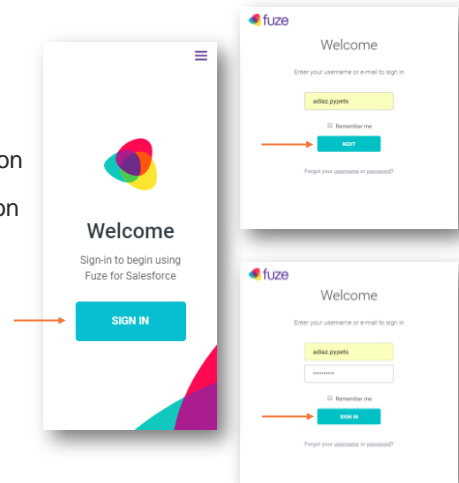 on
on
Welcome
Sign-in to begin using
Fuze for Salesforce
SIGN IN
fuze
Welcome
Enter your username or e-mail to sign in
adiaz.pypets
Remember me
NEXT
Forgot your username or password?
fuze
Welcome
Enter your username or e-mail to sign in
adiaz.pypets
••••••••••
Remember me
SIGN IN
Forgot your username or password?